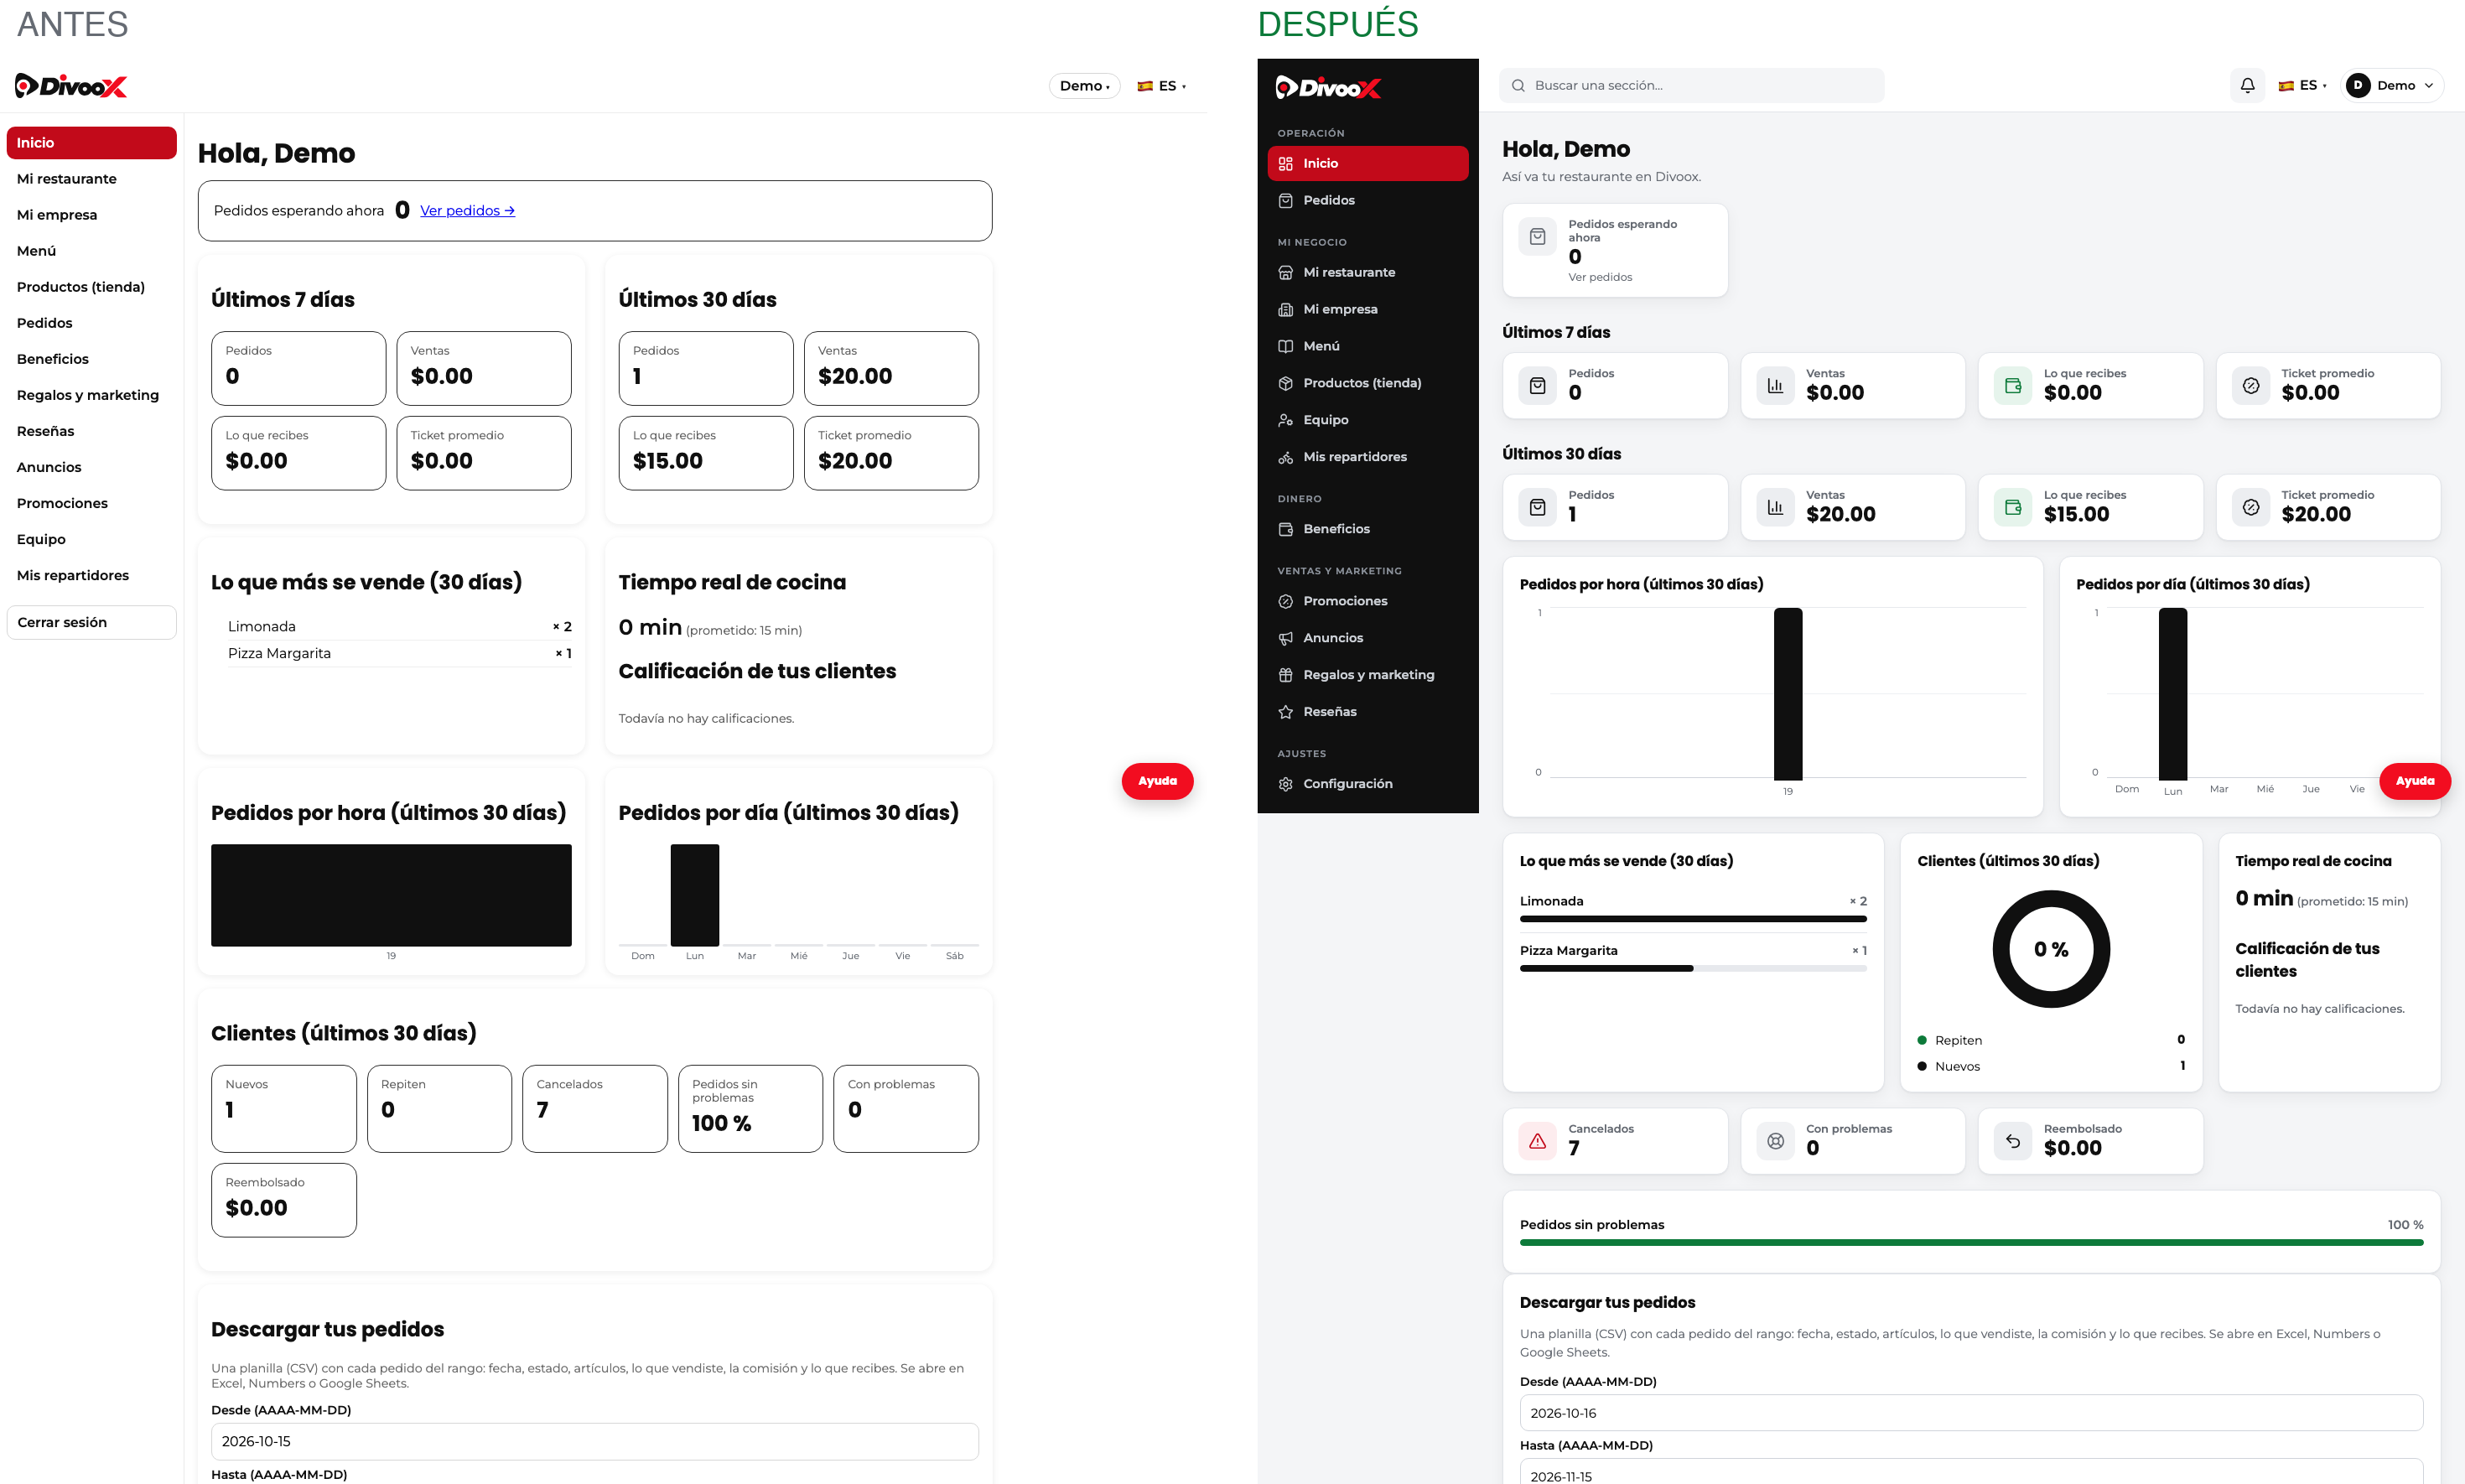 ANTES
DivooX
Demo
ES
Inicio
Mi restaurante
Mi empresa
Menú
Productos (tienda)
Pedidos
Beneficios
Regalos y marketing
Reseñas
Anuncios
Promociones
Equipo
Mis repartidores
Cerrar sesión
Hola, Demo
Pedidos esperando ahora 0 Ver pedidos →
Últimos 7 días
Pedidos
0
Ventas
$0.00
Lo que recibes
$0.00
Ticket promedio
$0.00
Últimos 30 días
Pedidos
1
Ventas
$20.00
Lo que recibes
$15.00
Ticket promedio
$20.00
Lo que más se vende (30 días)
Limonada × 2
Pizza Margarita × 1
Tiempo real de cocina
0 min (prometido: 15 min)
Calificación de tus clientes
Todavía no hay calificaciones.
Pedidos por hora (últimos 30 días)
19
Pedidos por día (últimos 30 días)
Dom Lun Mar Mié Jue Vie Sáb
Clientes (últimos 30 días)
Nuevos
1
Repiten
0
Cancelados
7
Pedidos sin
problemas
100 %
Con problemas
0
Reembolsado
$0.00
Descargar tus pedidos
Una planilla (CSV) con cada pedido del rango: fecha, estado, artículos, lo que vendiste, la comisión y lo que recibes. Se abre en
Excel, Numbers o Google Sheets.
Desde (AAAA-MM-DD)
2026-10-15
Hasta (AAAA-MM-DD)
Ayuda
DESPUÉS
DivooX
OPERACIÓN
Inicio
Pedidos
MI NEGOCIO
Mi restaurante
Mi empresa
Menú
Productos (tienda)
Equipo
Mis repartidores
DINERO
Beneficios
VENTAS Y MARKETING
Promociones
Anuncios
Regalos y marketing
Reseñas
AJUSTES
Configuración
Buscar una sección...
ES
D Demo
Hola, Demo
Así va tu restaurante en Divoox.
Pedidos esperando
ahora
0
Ver pedidos
Últimos 7 días
Pedidos
0
Ventas
$0.00
Lo que recibes
$0.00
Ticket promedio
$0.00
Últimos 30 días
Pedidos
1
Ventas
$20.00
Lo que recibes
$15.00
Ticket promedio
$20.00
Pedidos por hora (últimos 30 días)
1
0
19
Pedidos por día (últimos 30 días)
1
0
Dom Lun Mar Mié Jue Vie
Ayuda
Lo que más se vende (30 días)
Limonada × 2
Pizza Margarita × 1
Clientes (últimos 30 días)
0 %
Repiten 0
Nuevos 1
Tiempo real de cocina
0 min (prometido: 15 min)
Calificación de tus
clientes
Todavía no hay calificaciones.
Cancelados
7
Con problemas
0
Reembolsado
$0.00
Pedidos sin problemas 100 %
Descargar tus pedidos
Una planilla (CSV) con cada pedido del rango: fecha, estado, artículos, lo que vendiste, la comisión y lo que recibes. Se abre en Excel, Numbers o
Google Sheets.
Desde (AAAA-MM-DD)
2026-10-16
Hasta (AAAA-MM-DD)
2026-11-15